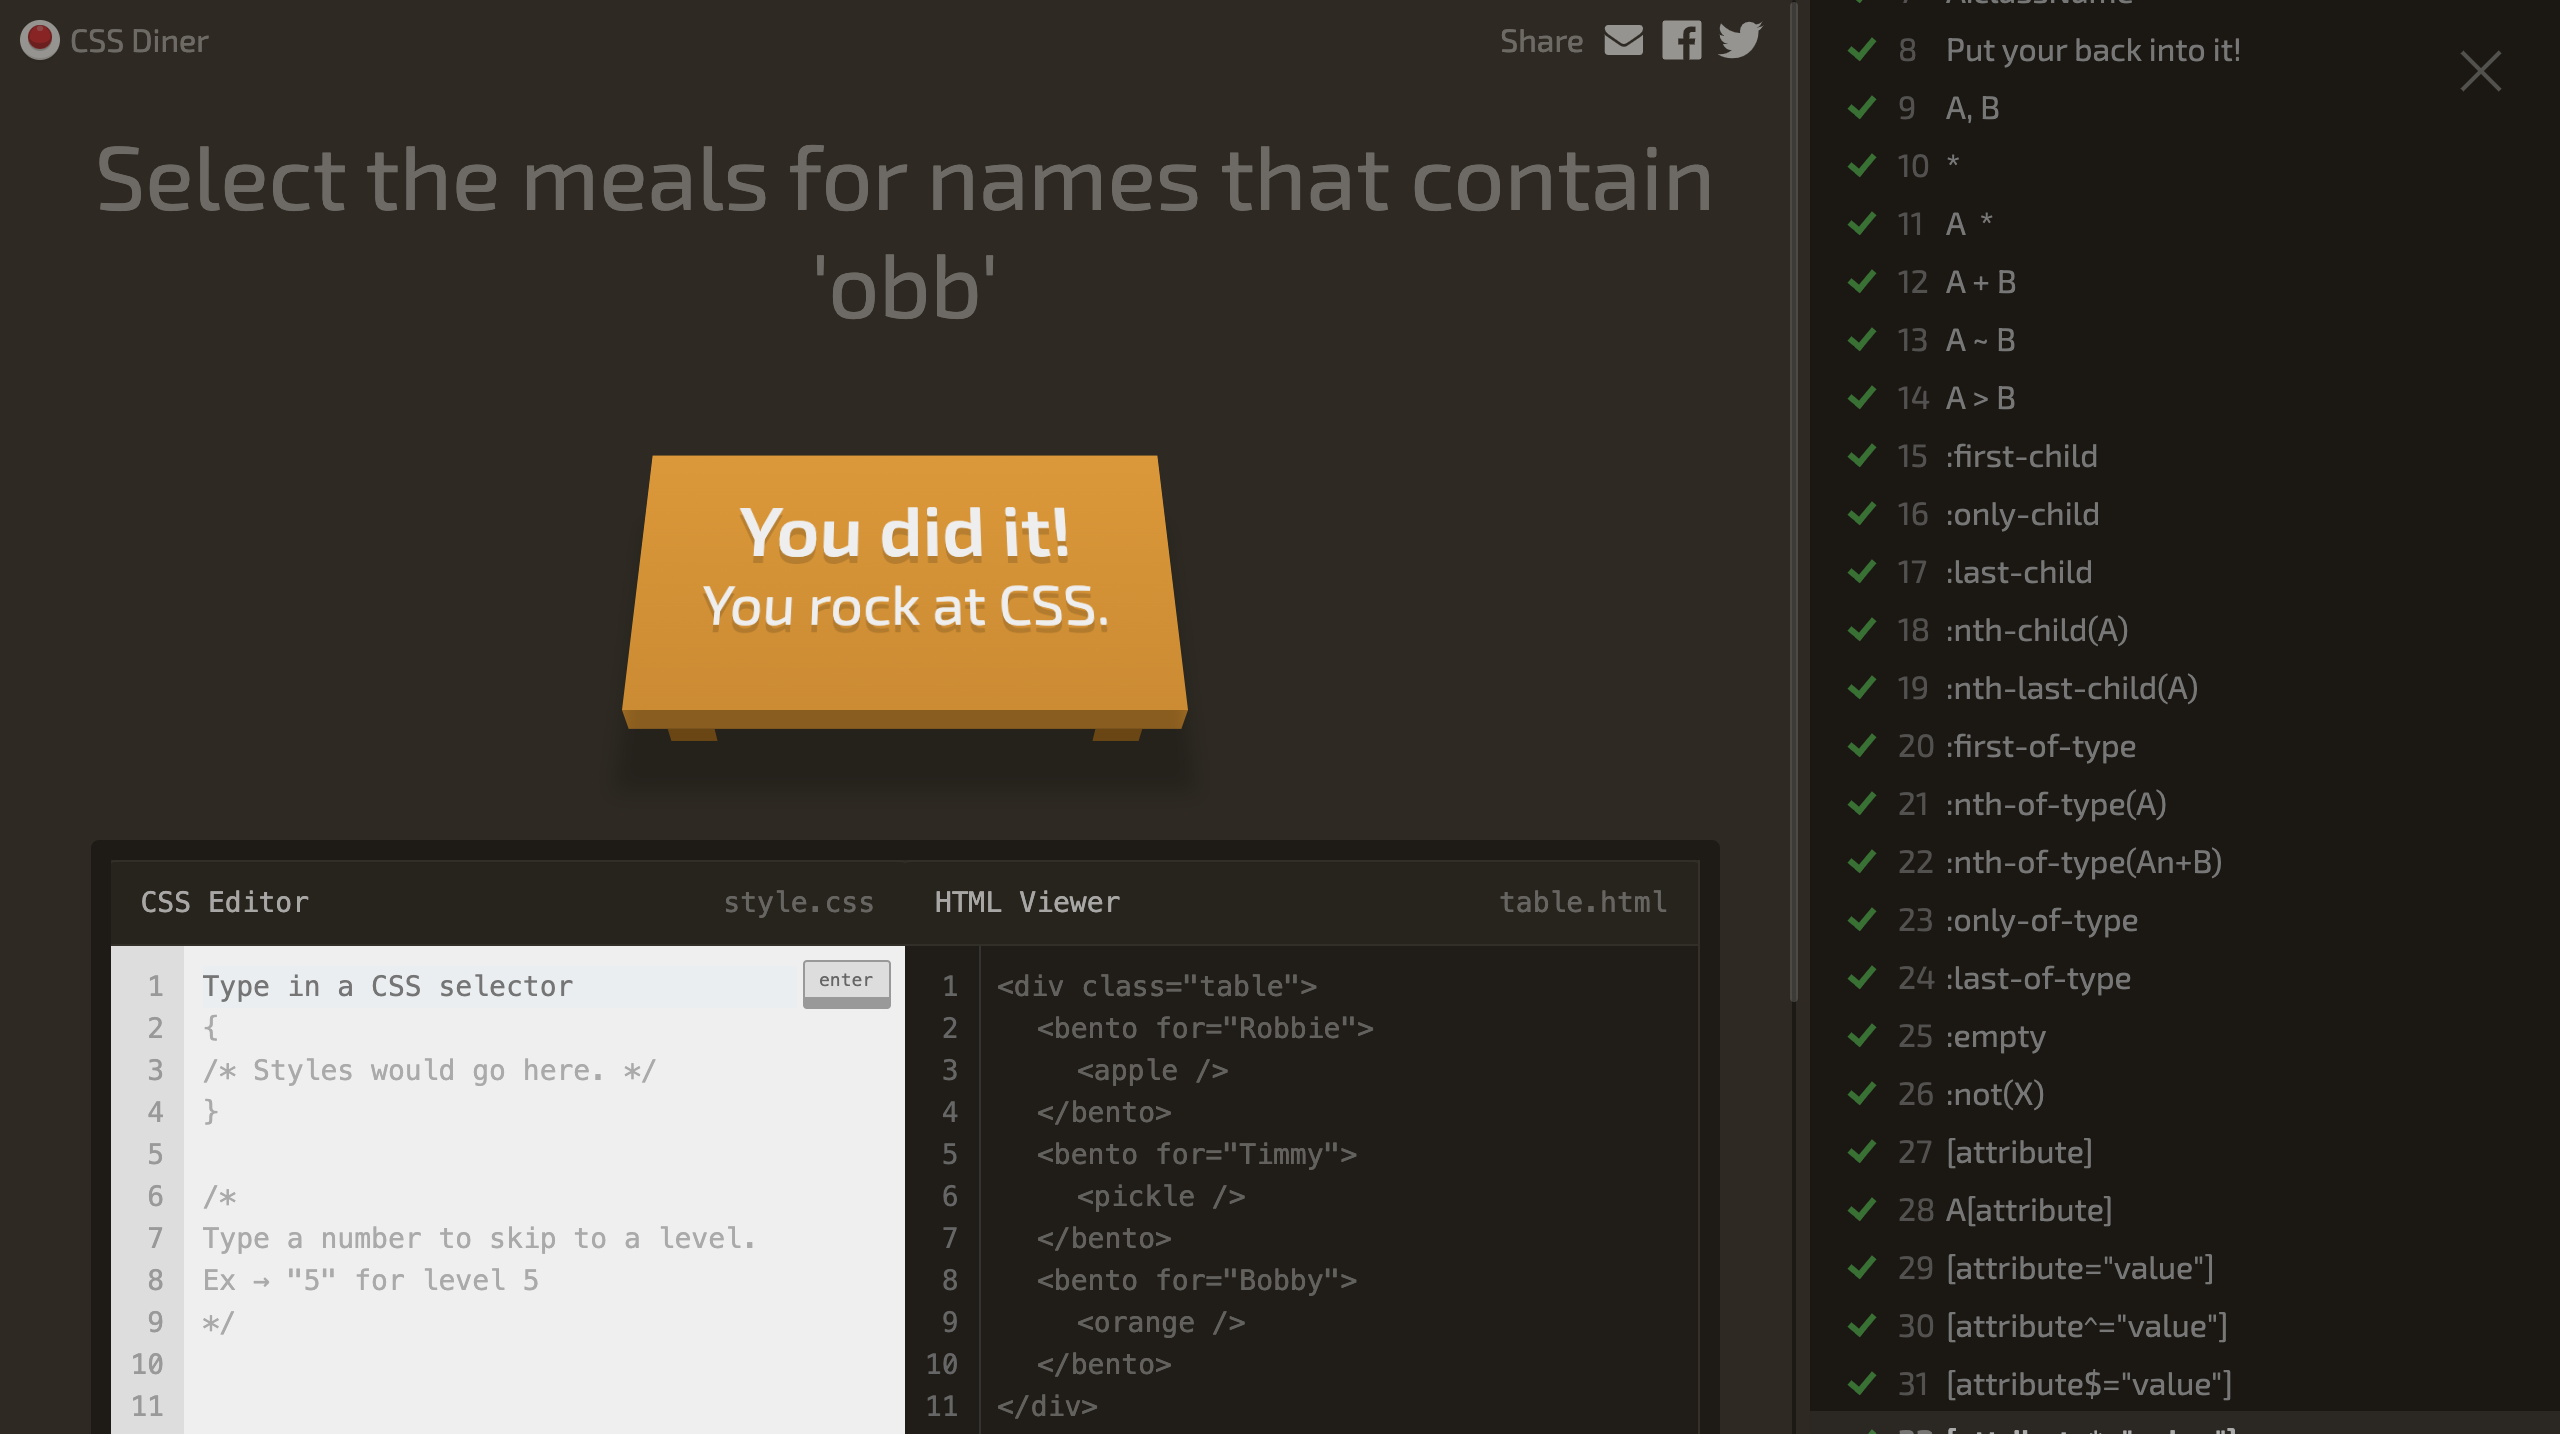 CSS Diner
Share
Select the meals for names that contain
'obb'
You did it!
You rock at CSS.
CSS Editor
style.css
HTML Viewer
table.html
1 Type in a CSS selector
enter
2 {
3 /* Styles would go here. */
4 }
5
6 /*
7 Type a number to skip to a level.
8 Ex → "5" for level 5
9 */
10
11
1 <div class="table">
2 <bento for="Robbie">
3 <apple />
4 </bento>
5 <bento for="Timmy">
6 <pickle />
7 </bento>
8 <bento for="Bobby">
9 <orange />
10 </bento>
11 </div>
8 Put your back into it!
9 A, B
10 *
11 A *
12 A + B
13 A ~ B
14 A > B
15 :first-child
16 :only-child
17 :last-child
18 :nth-child(A)
19 :nth-last-child(A)
20 :first-of-type
21 :nth-of-type(A)
22 :nth-of-type(An+B)
23 :only-of-type
24 :last-of-type
25 :empty
26 :not(X)
27 [attribute]
28 A[attribute]
29 [attribute="value"]
30 [attribute^="value"]
31 [attribute$="value"]